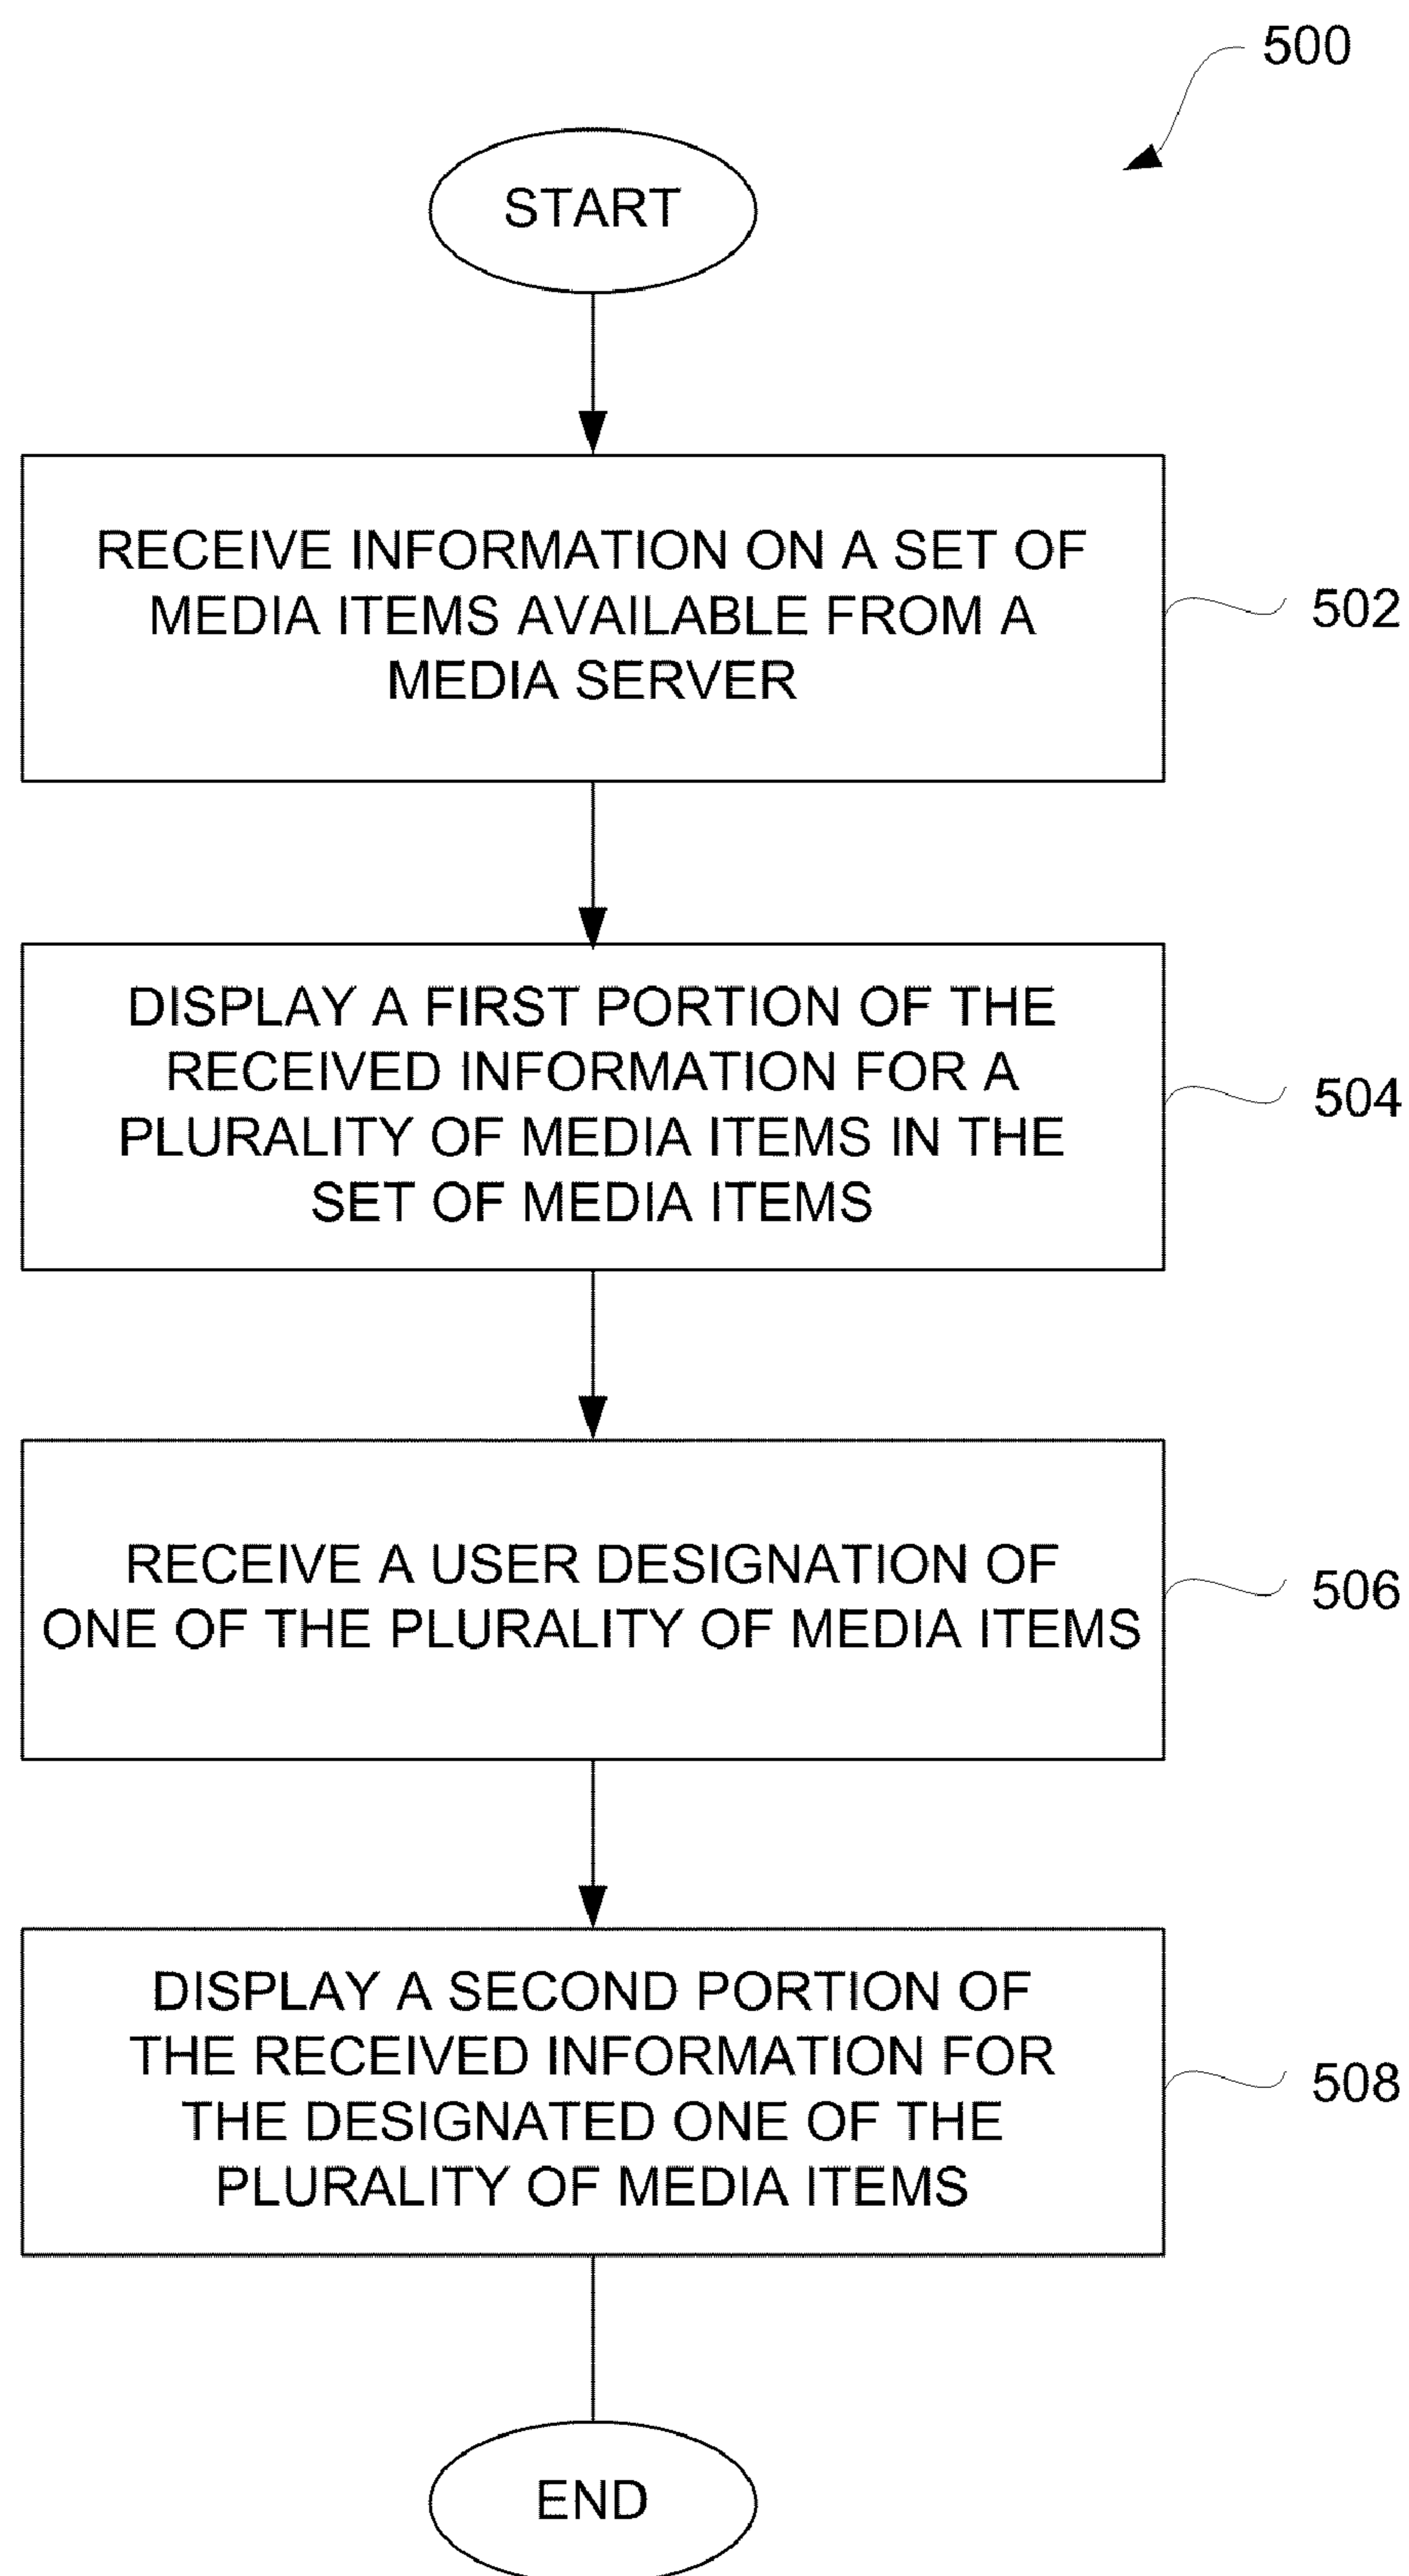 500
START
RECEIVE INFORMATION ON A SET OF
MEDIA ITEMS AVAILABLE FROM A
MEDIA SERVER
502
DISPLAY A FIRST PORTION OF THE
RECEIVED INFORMATION FOR A
PLURALITY OF MEDIA ITEMS IN THE
SET OF MEDIA ITEMS
504
RECEIVE A USER DESIGNATION OF
ONE OF THE PLURALITY OF MEDIA ITEMS
506
DISPLAY A SECOND PORTION OF
THE RECEIVED INFORMATION FOR
THE DESIGNATED ONE OF THE
PLURALITY OF MEDIA ITEMS
508
END